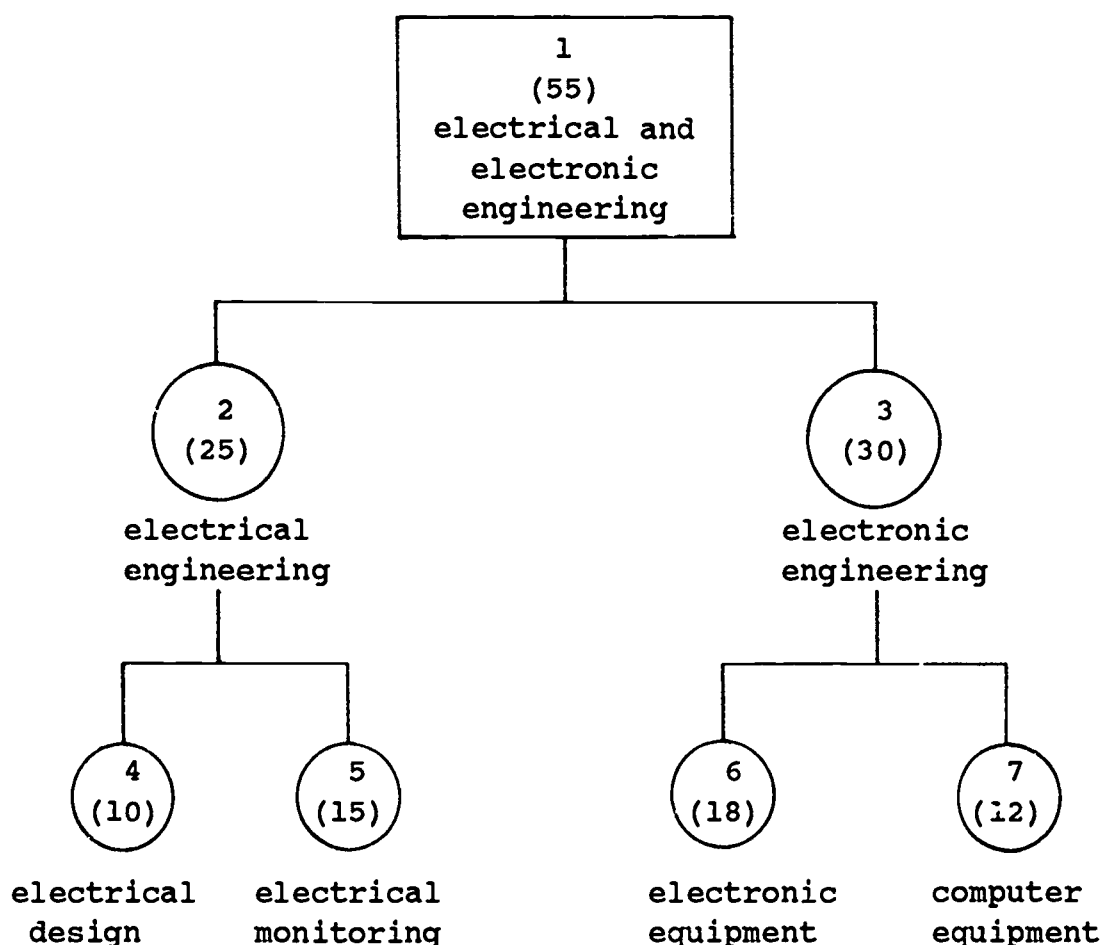 1
(55)
electrical and
electronic
engineering
2
(25)
electrical
engineering
3
(30)
electronic
engineering
4
(10)
electrical
design
5
(15)
electrical
monitoring
6
(18)
electronic
equipment
7
(12)
computer
equipment